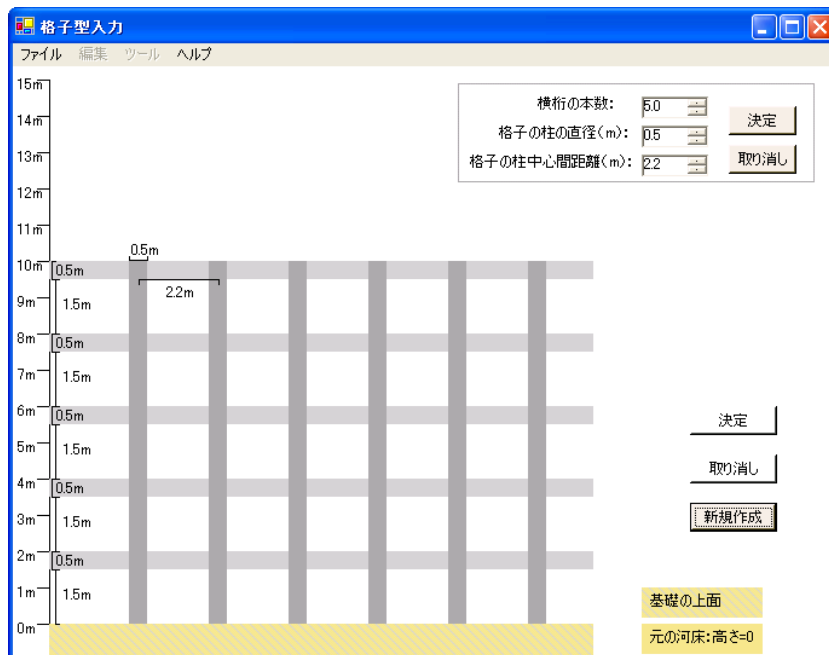 格子型入力
ファイル 編集 ツール ヘルプ
横桁の本数: 5.0
決定
格子の柱の直径(m): 0.5
格子の柱中心間距離(m): 2.2
取り消し
15m
14m
13m
12m
11m
0.5m
10m 0.5m
2.2m
9m 1.5m
8m 0.5m
7m 1.5m
6m 0.5m
決定
5m 1.5m
取り消し
4m 0.5m
3m 1.5m
新規作成
2m 0.5m
1m 1.5m
基礎の上面
0m
元の河床:高さ=0